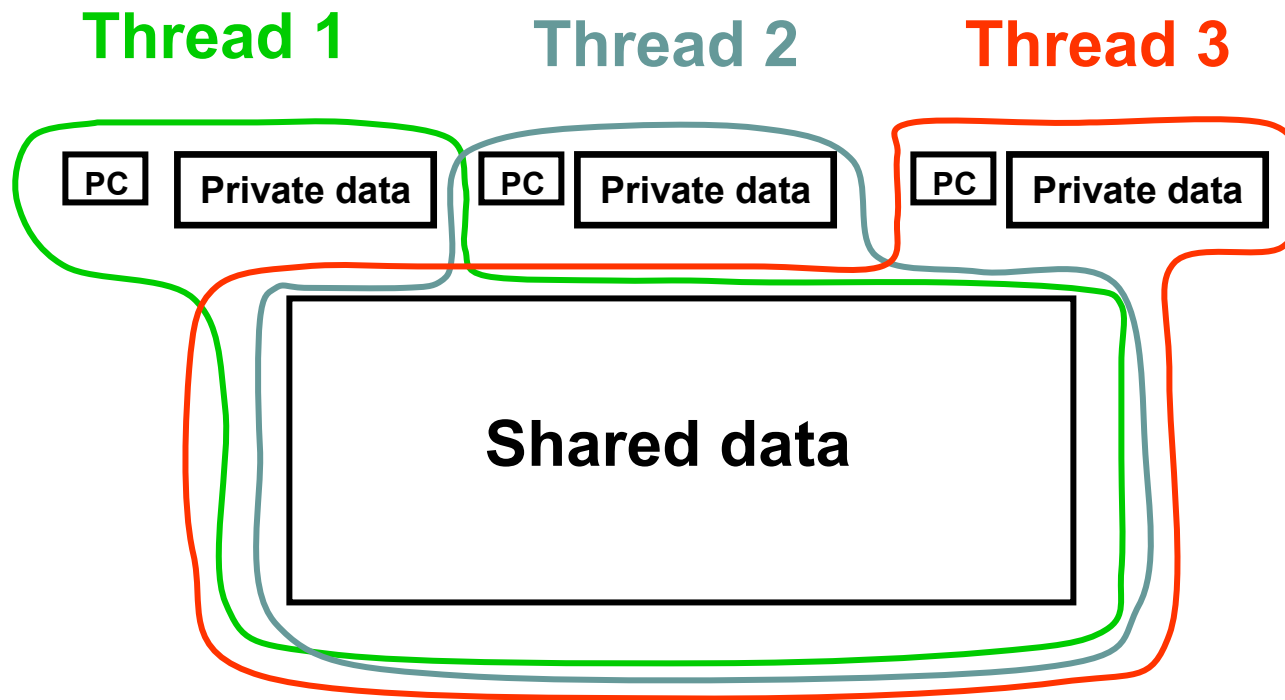 Thread 1 Thread 2 Thread 3
PC Private data PC Private data PC Private data
Shared data